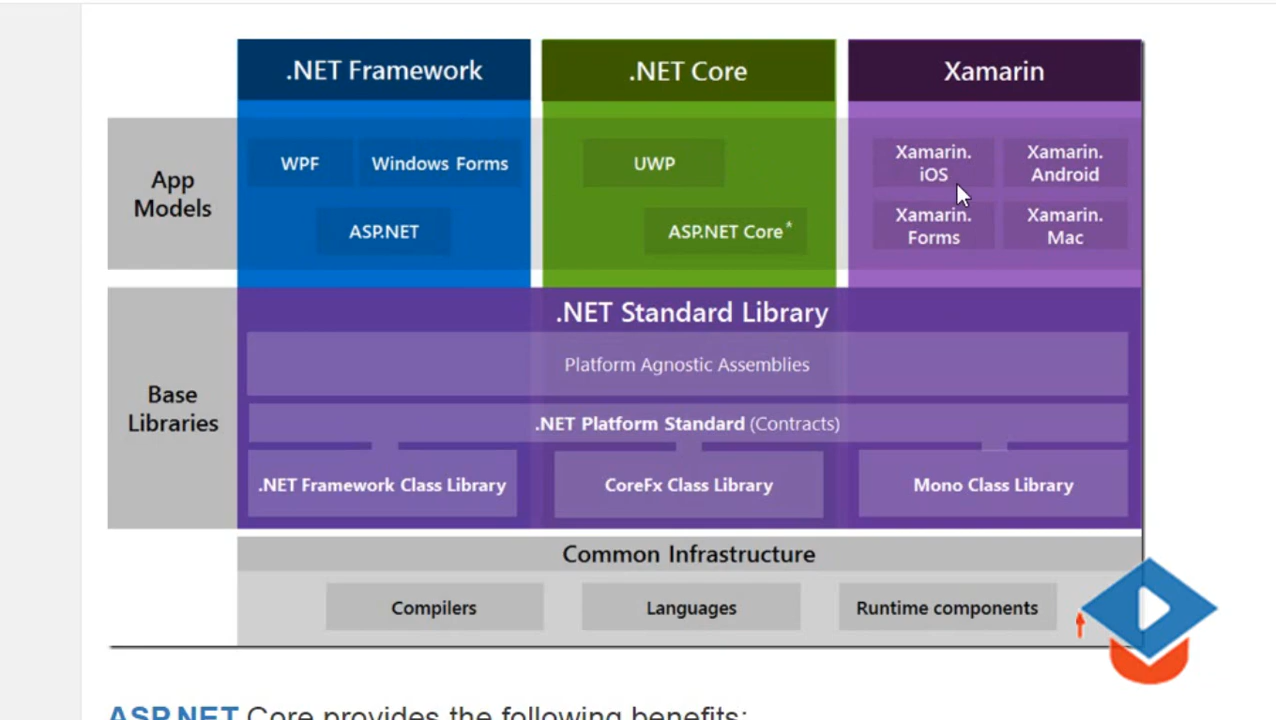 .NET Framework
.NET Core
Xamarin
App
Models
WPF
Windows Forms
ASP.NET
UWP
ASP.NET Core*
Xamarin.
iOS
Xamarin.
Android
Xamarin.
Forms
Xamarin.
Mac
Base
Libraries
.NET Standard Library
Platform Agnostic Assemblies
.NET Platform Standard (Contracts)
.NET Framework Class Library
CoreFx Class Library
Mono Class Library
Common Infrastructure
Compilers
Languages
Runtime components
ASP.NET Core provides the following benefits: